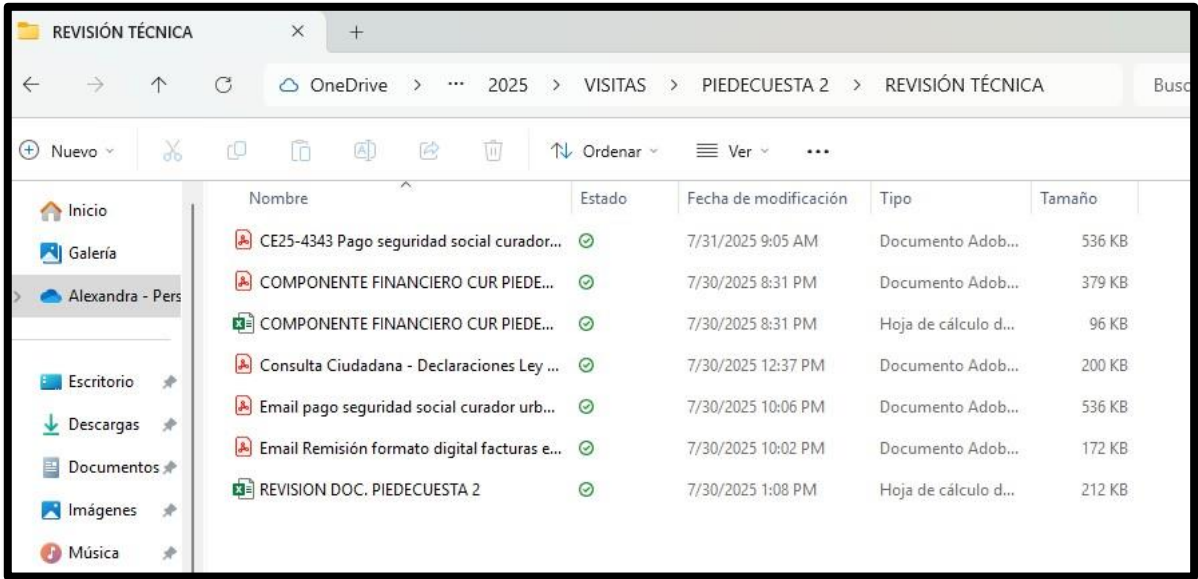 REVISIÓN TÉCNICA
OneDrive > ... 2025 > VISITAS > PIEDECUESTA 2 > REVISIÓN TÉCNICA
Busc
Nuevo
Ordenar
Ver
Nombre Estado Fecha de modificación Tipo Tamaño
CE25-4343 Pago seguridad social curador... 7/31/2025 9:05 AM Documento Adob... 536 KB
COMPONENTE FINANCIERO CUR PIEDE... 7/30/2025 8:31 PM Documento Adob... 379 KB
COMPONENTE FINANCIERO CUR PIEDE... 7/30/2025 8:31 PM Hoja de cálculo d... 96 KB
Consulta Ciudadana - Declaraciones Ley ... 7/30/2025 12:37 PM Documento Adob... 200 KB
Email pago seguridad social curador urb... 7/30/2025 10:06 PM Documento Adob... 536 KB
Email Remisión formato digital facturas e... 7/30/2025 10:02 PM Documento Adob... 172 KB
REVISION DOC. PIEDECUESTA 2 7/30/2025 1:08 PM Hoja de cálculo d... 212 KB
Inicio
Galería
Alexandra - Pers
Escritorio
Descargas
Documentos
Imágenes
Música